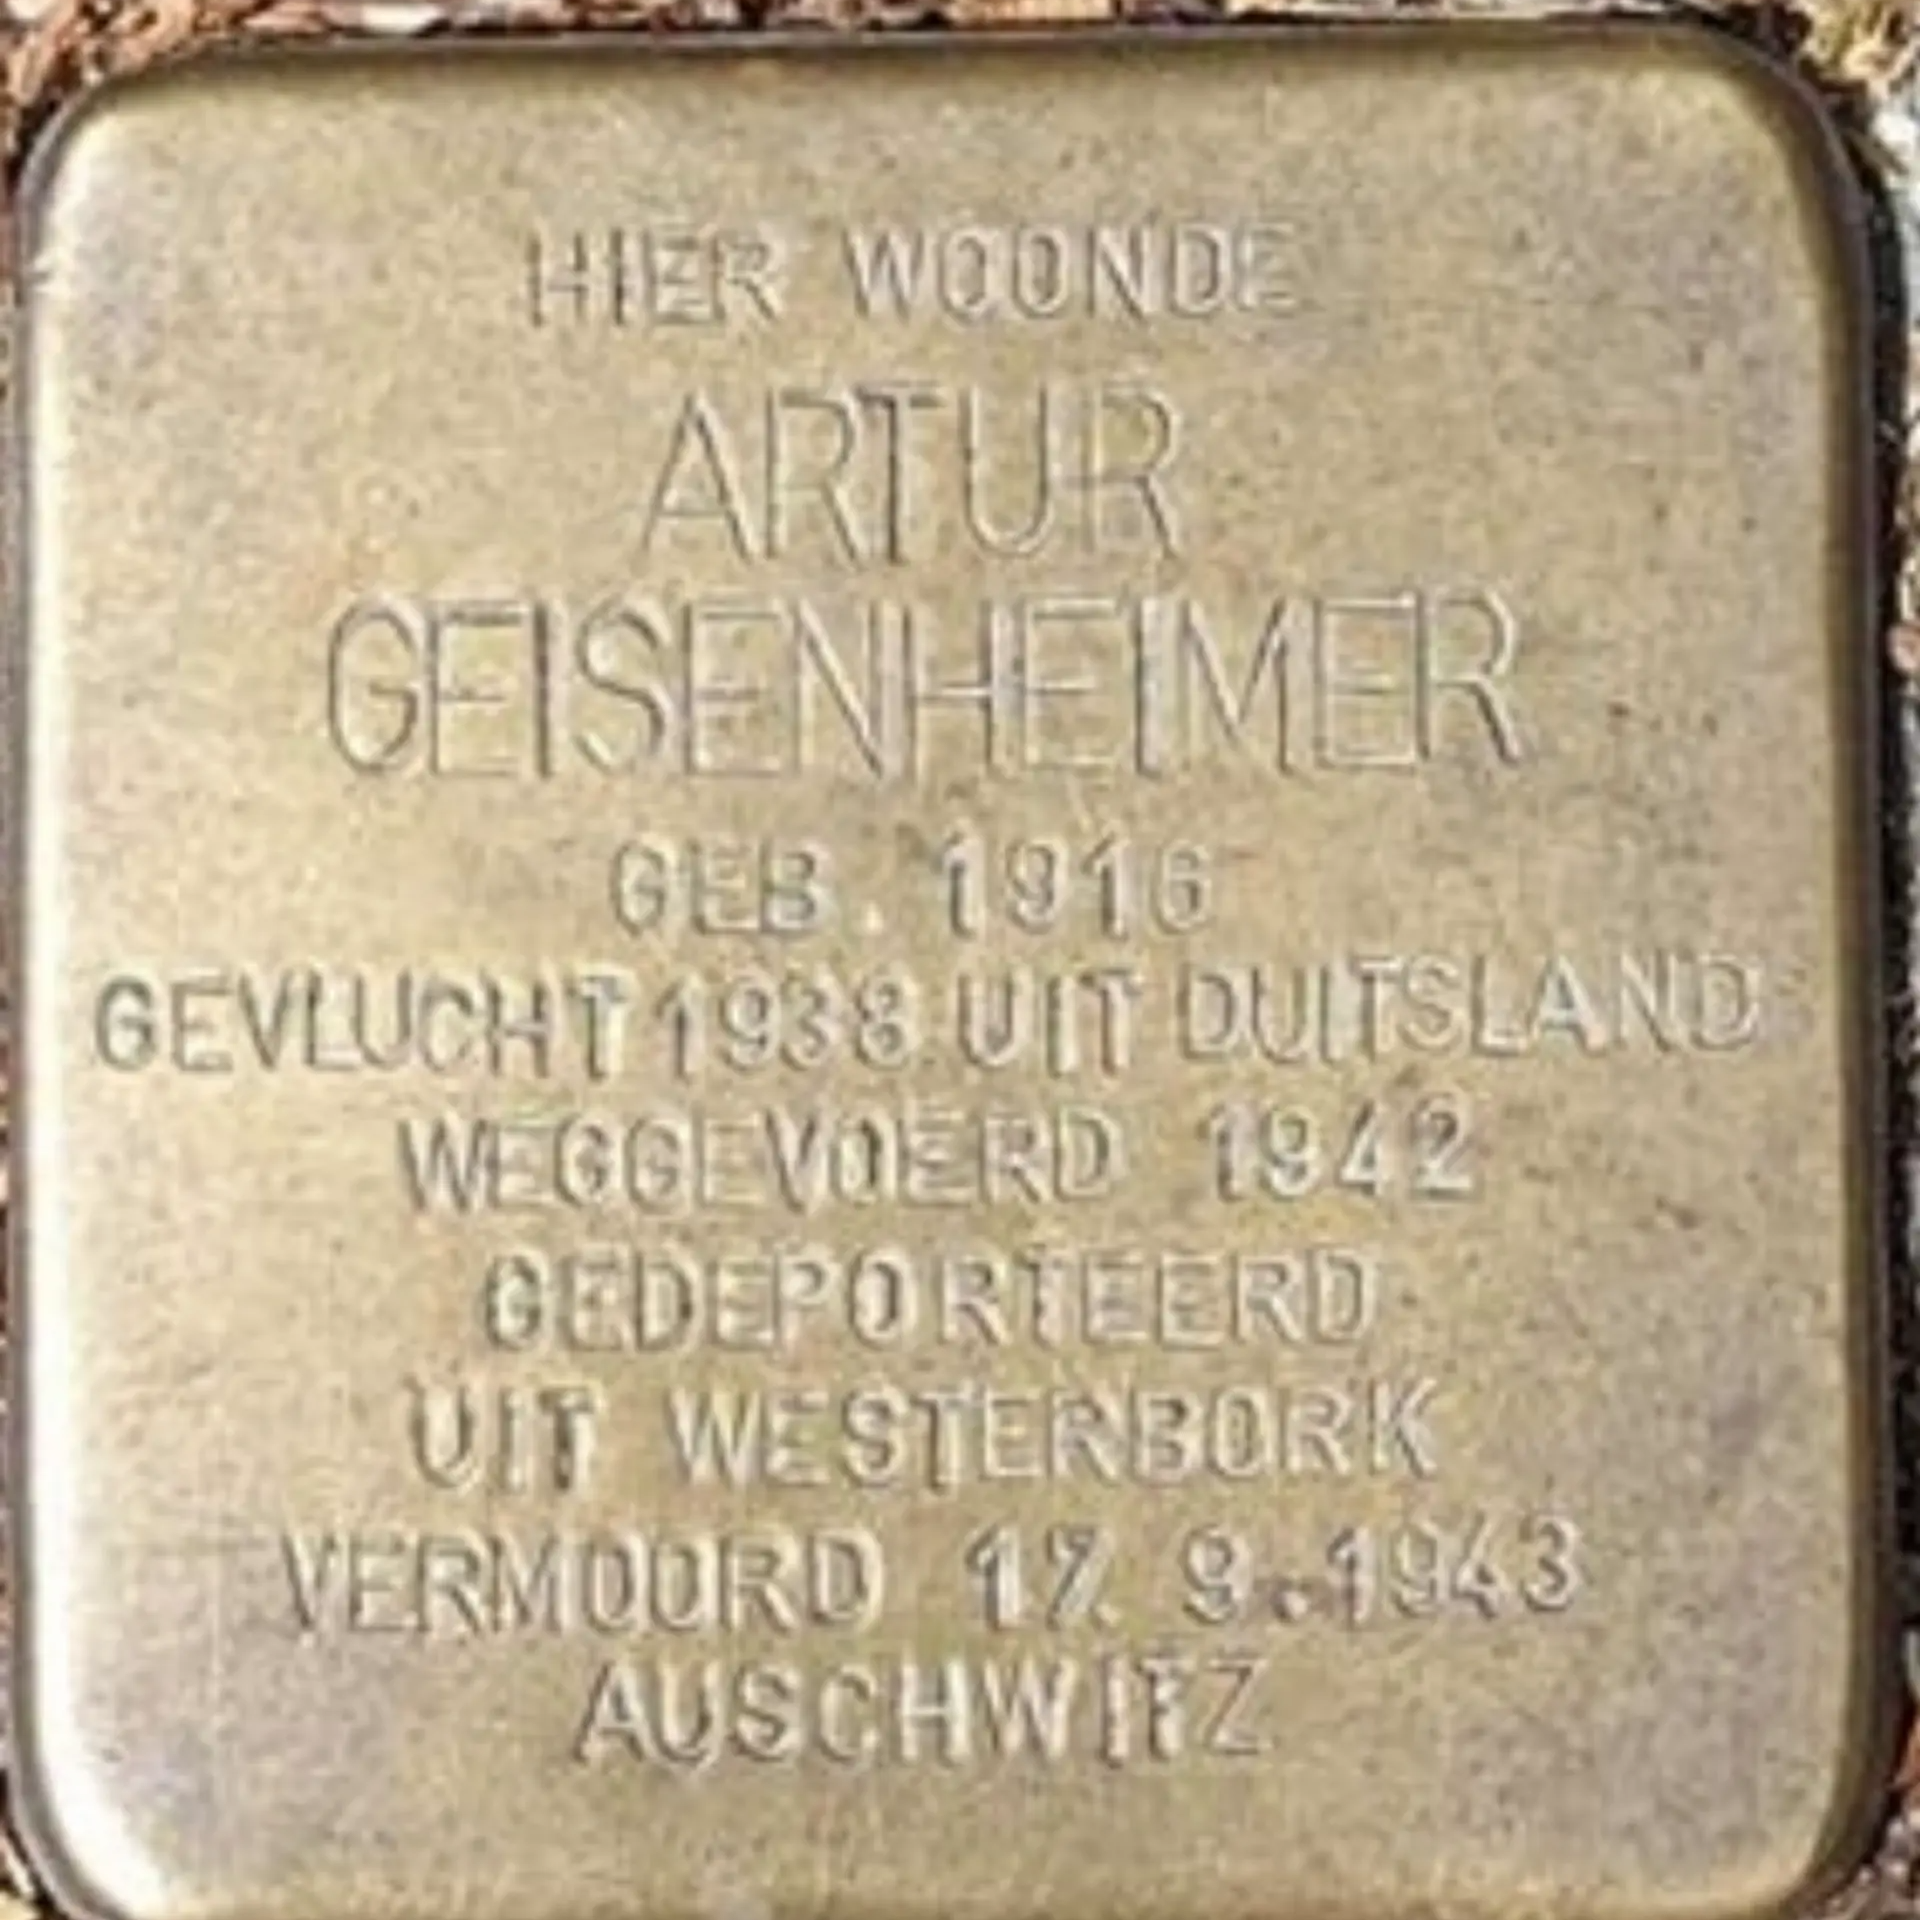 HIER WOONDE
ARTUR
GEISENHEIMER
GEB. 1916
GEVLUCHT 1938 UIT DUITSLAND
WEGGEVOERD 1942
GEDEPORTEERD
UIT WESTERBORK
VERMOORD 17.9.1943
AUSCHWITZ